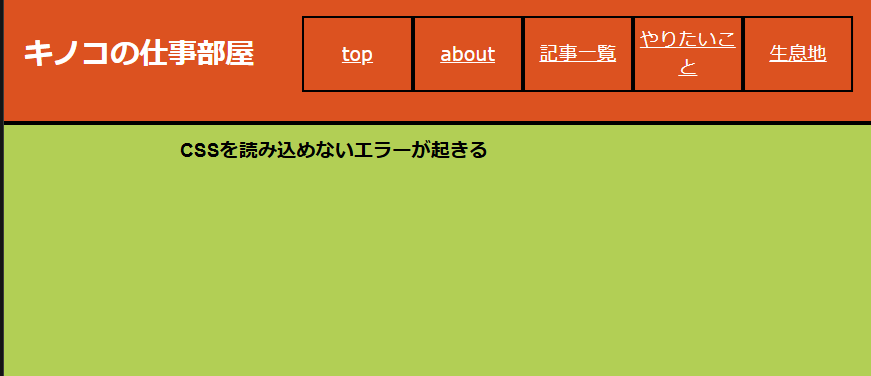 キノコの仕事部屋
top
about
記事一覧
やりたいこ
と
生息地
CSSを読み込めないエラーが起きる